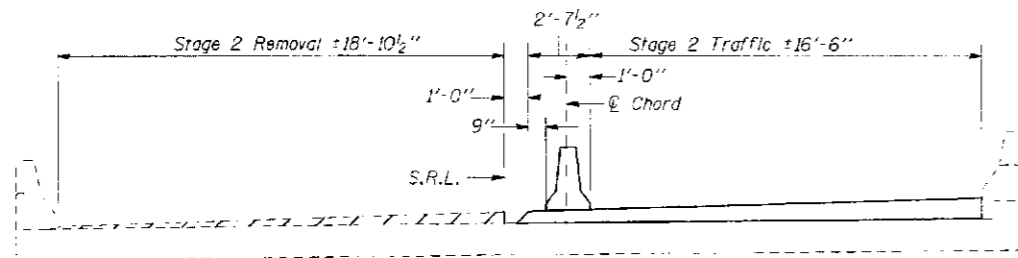 2'-7½"
Stage 2 Removal ±18'-10½"
Stage 2 Traffic ±16'-6"
1'-0"
1'-0"
℄ Chord
9"
S.R.L.